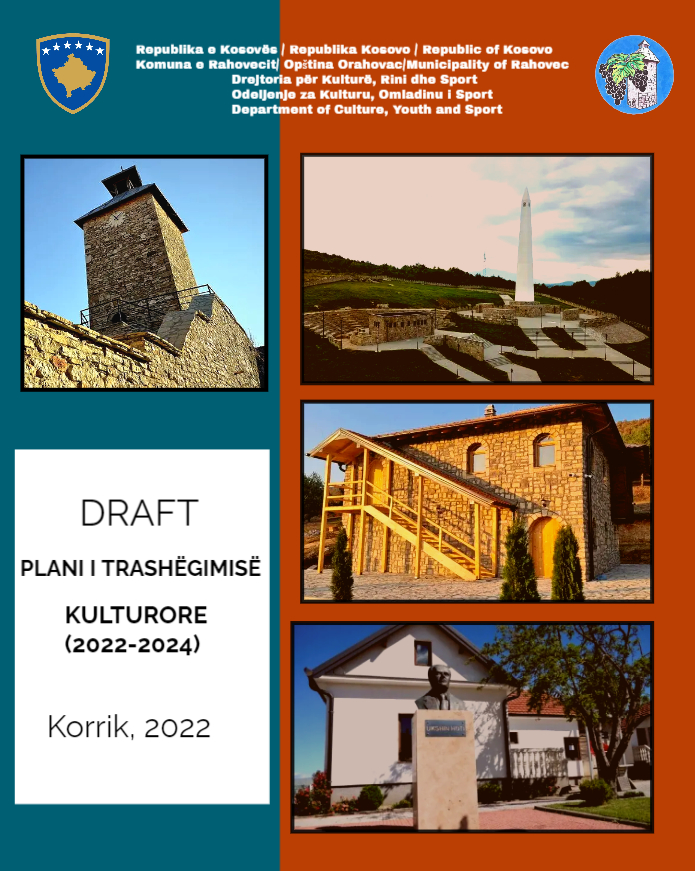 Republika e Kosovës / Republika Kosovo / Republic of Kosovo
Komuna e Rahovecit/ Opština Orahovac/Municipality of Rahovec
Drejtoria për Kulturë, Rini dhe Sport
Odeljenje za Kulturu, Omladinu i Sport
Department of Culture, Youth and Sport
DRAFT
PLANI I TRASHËGIMISË
KULTURORE
(2022-2024)
Korrik, 2022